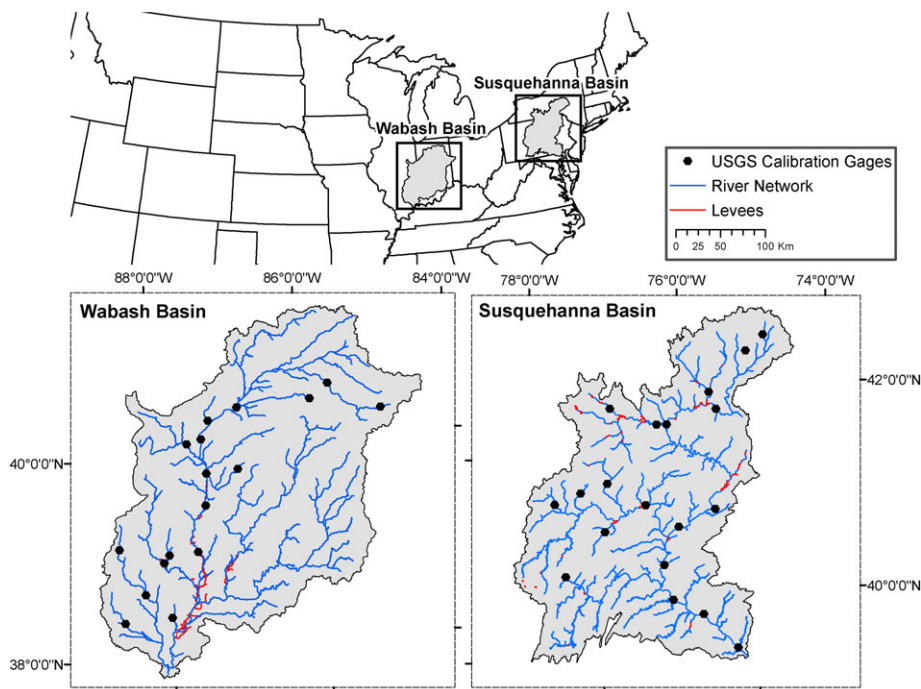 Susquehanna Basin
Wabash Basin
USGS Calibration Gages
River Network
Levees
0 25 50 100 Km
88°0'0"W 86°0'0"W 84°0'0"W 78°0'0"W 76°0'0"W 74°0'0"W
Wabash Basin
Susquehanna Basin
42°0'0"N
40°0'0"N
40°0'0"N
38°0'0"N